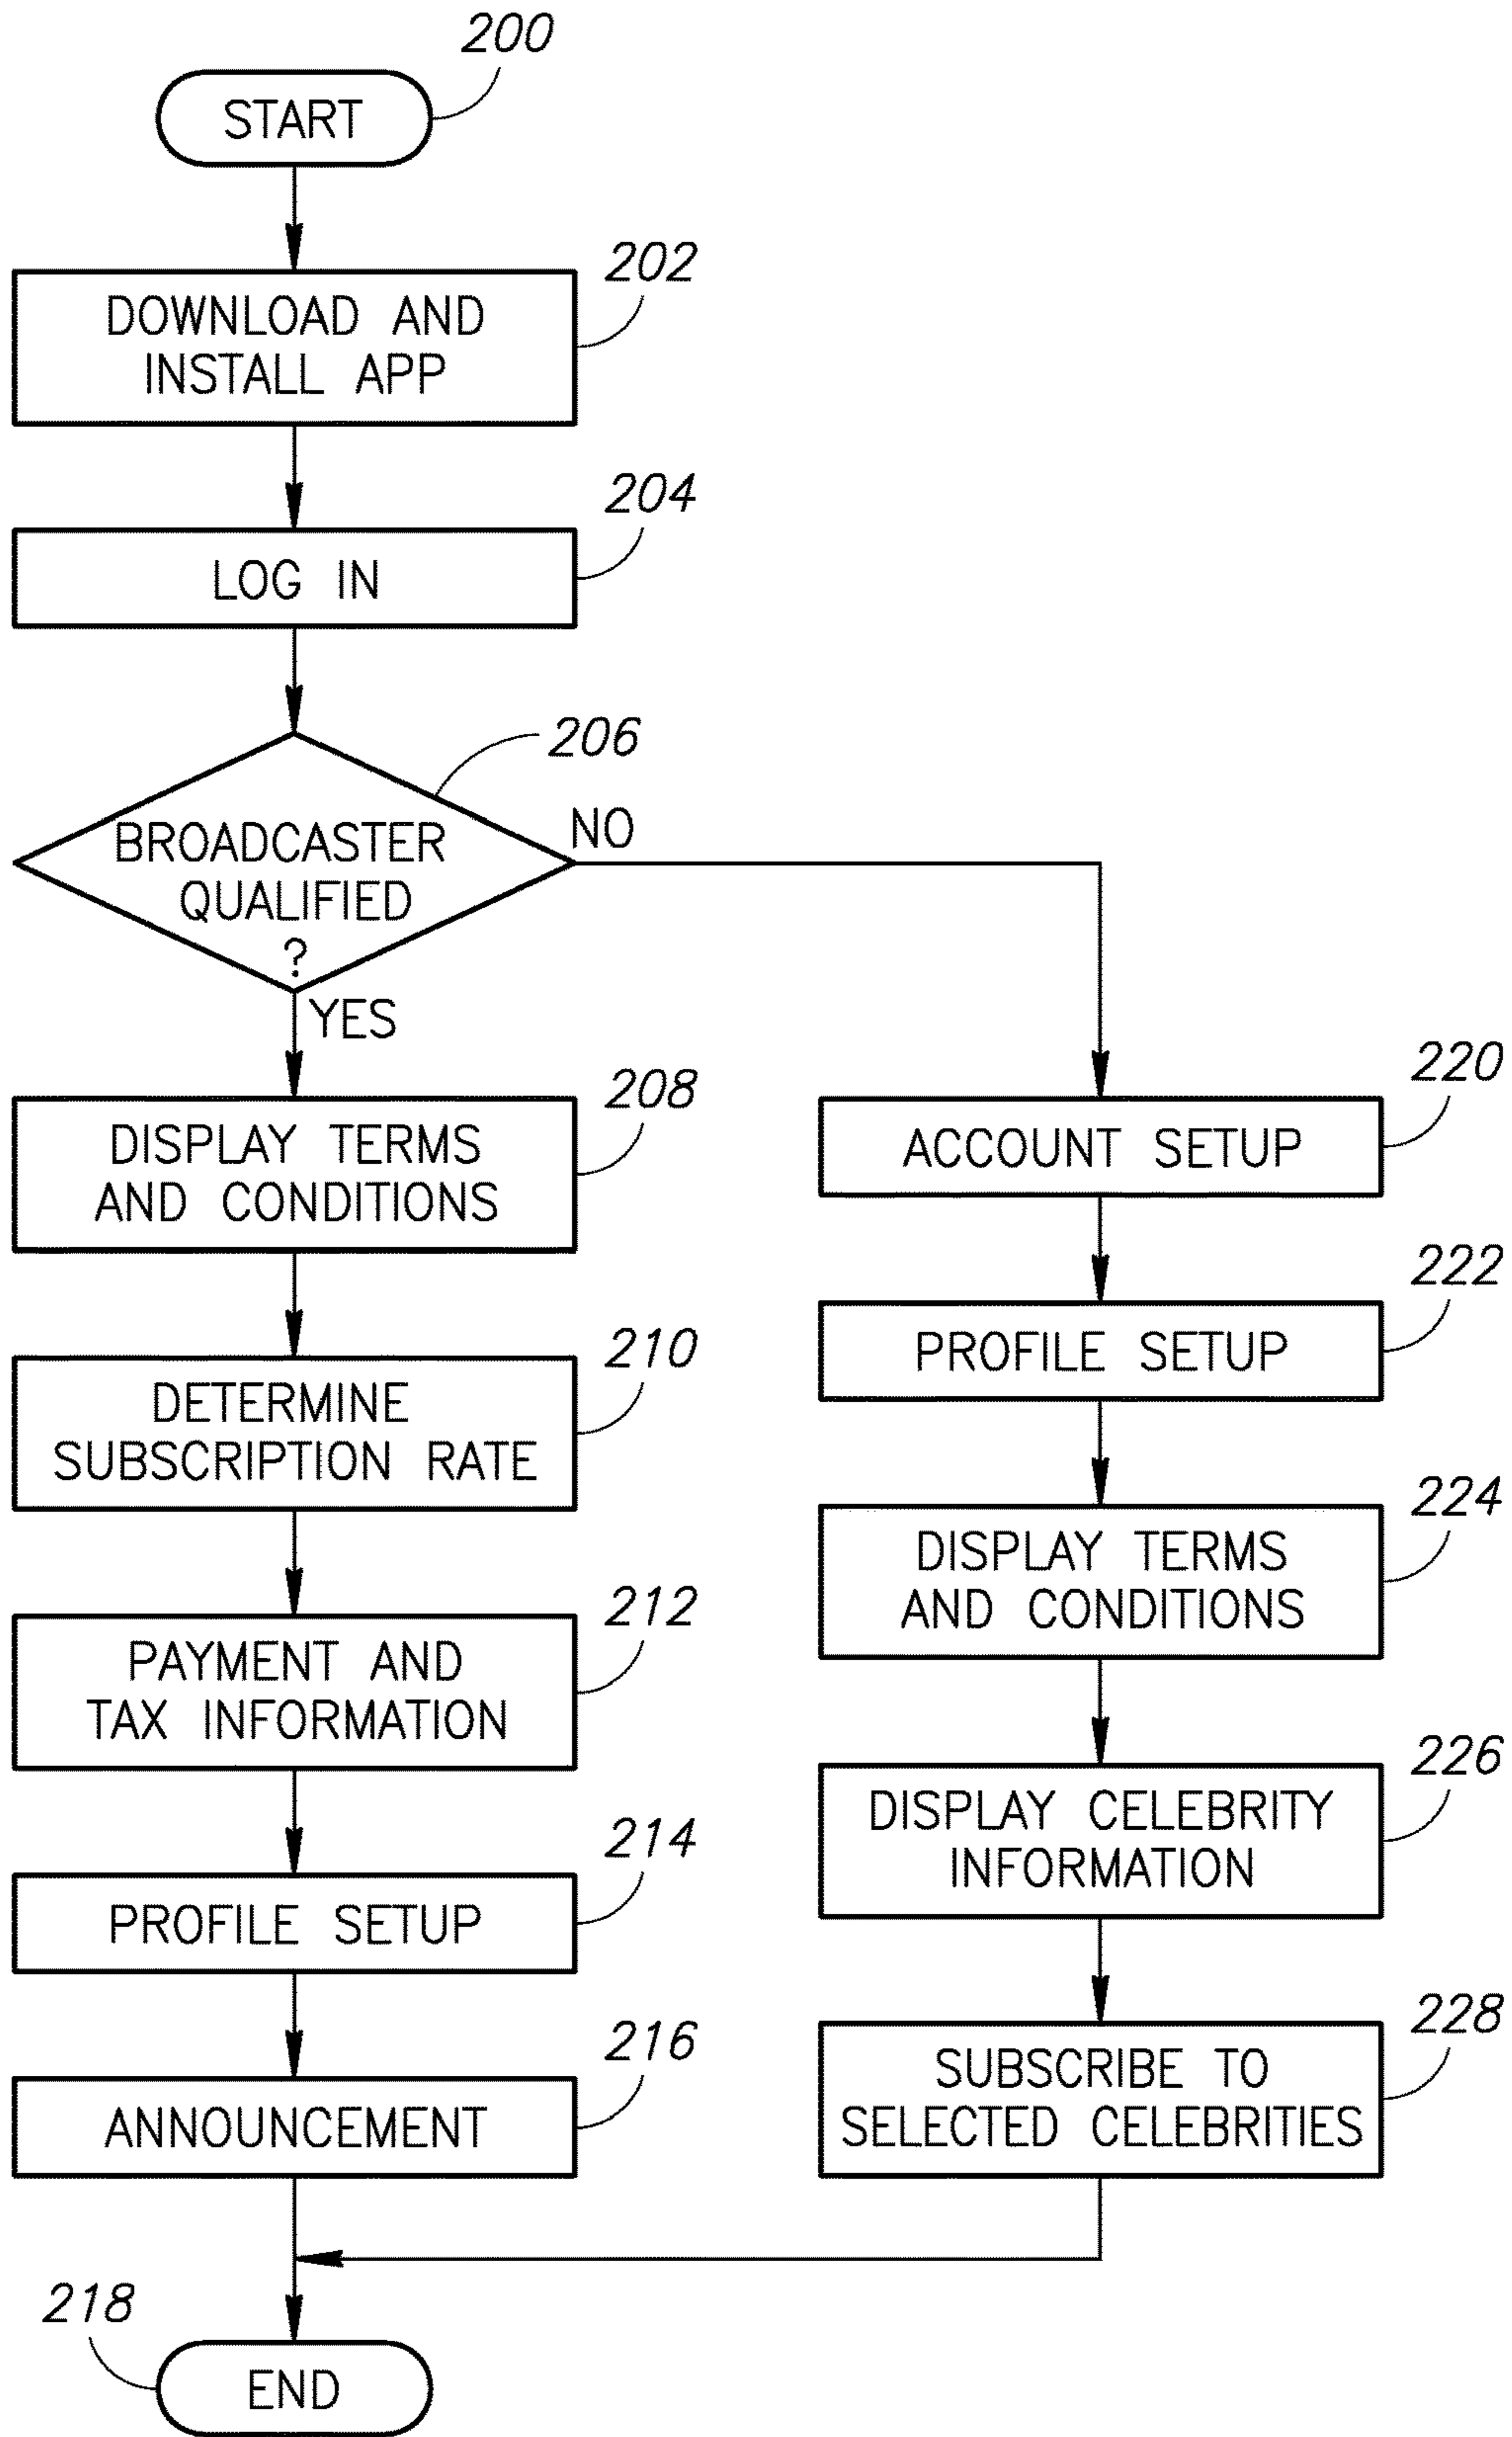 200
START
202
DOWNLOAD AND
INSTALL APP
204
LOG IN
206
BROADCASTER
QUALIFIED
?
NO
YES
208
DISPLAY TERMS
AND CONDITIONS
210
DETERMINE
SUBSCRIPTION RATE
212
PAYMENT AND
TAX INFORMATION
214
PROFILE SETUP
216
ANNOUNCEMENT
220
ACCOUNT SETUP
222
PROFILE SETUP
224
DISPLAY TERMS
AND CONDITIONS
226
DISPLAY CELEBRITY
INFORMATION
228
SUBSCRIBE TO
SELECTED CELEBRITIES
218
END